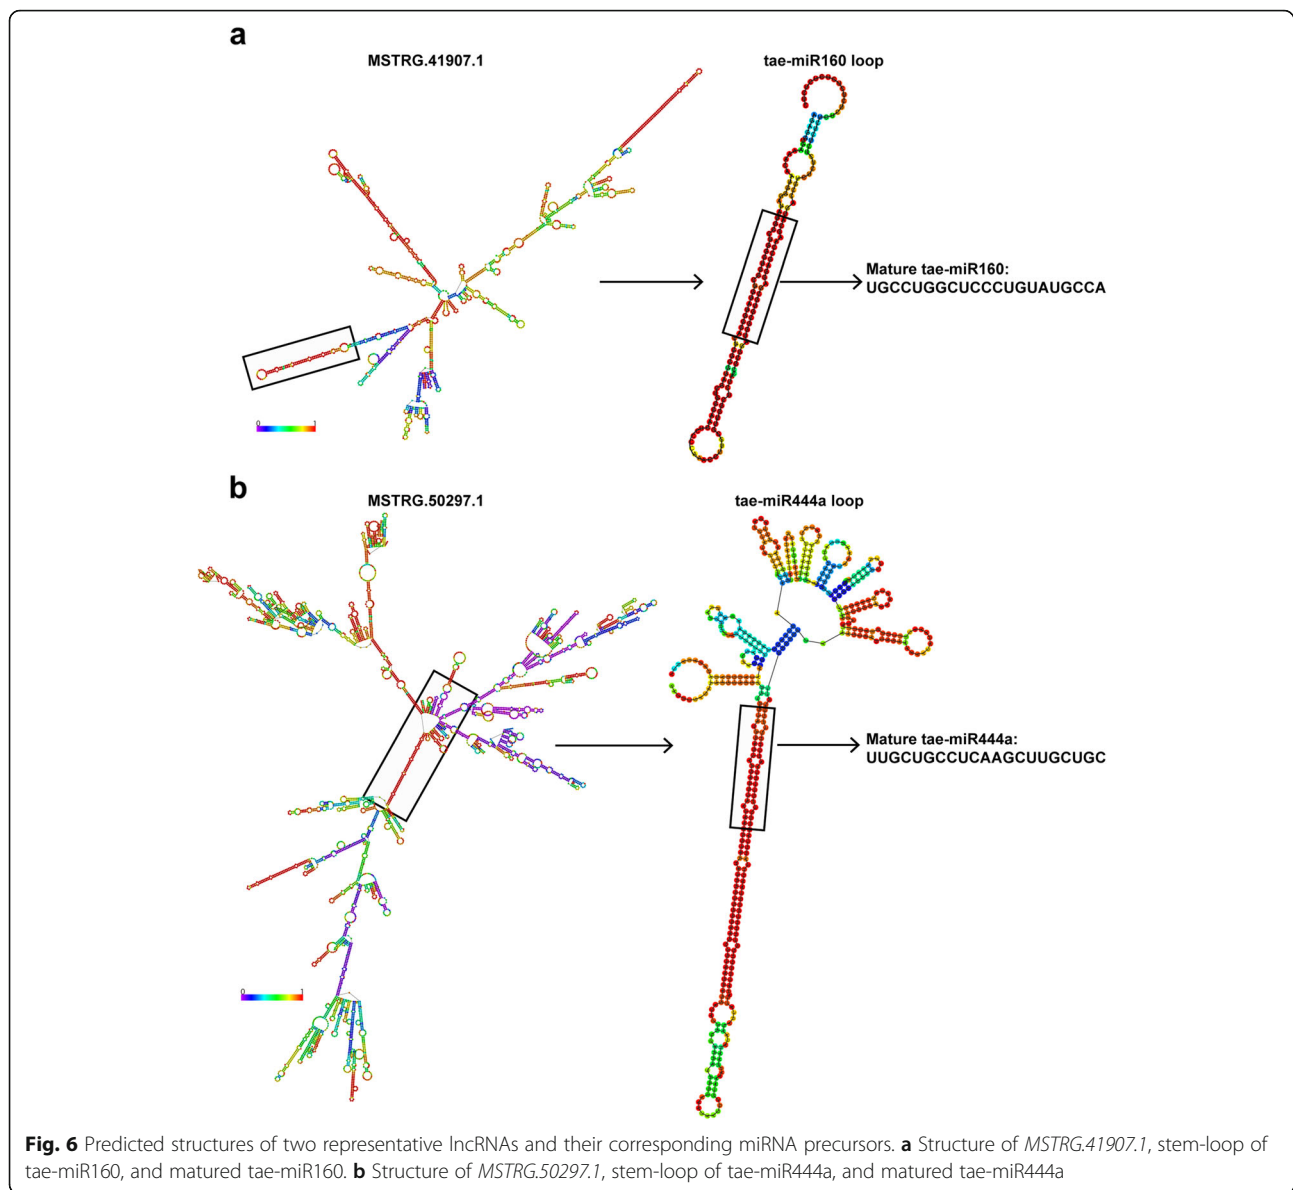 a
MSTRG.41907.1
tae-miR160 loop
Mature tae-miR160:
UGCCUGGCUCCCUGUAUGCCA
0 1
b
MSTRG.50297.1
tae-miR444a loop
Mature tae-miR444a:
UUGCUGCCUCAAGCUUGCUGC
0 1
Fig. 6 Predicted structures of two representative lncRNAs and their corresponding miRNA precursors. a Structure of MSTRG.41907.1, stem-loop of
tae-miR160, and matured tae-miR160. b Structure of MSTRG.50297.1, stem-loop of tae-miR444a, and matured tae-miR444a